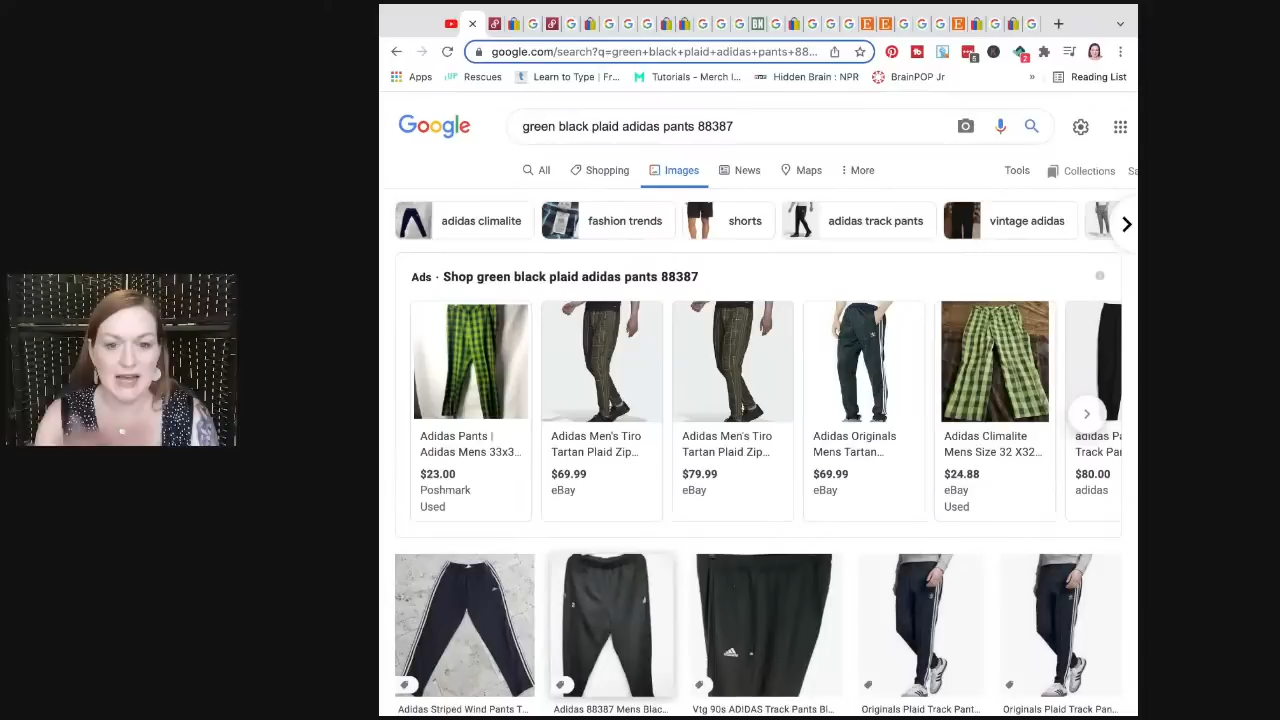 google.com/search?q=green+black+plaid+adidas+pants+88...
5
2
Apps
Rescues
Learn to Type | Fr...
Tutorials - Merch I...
Hidden Brain : NPR
BrainPOP Jr
»
Reading List
Google
green black plaid adidas pants 88387
All
Shopping
Images
News
Maps
More
Tools
Collections
adidas climalite
fashion trends
shorts
adidas track pants
vintage adidas
Ads · Shop green black plaid adidas pants 88387
Adidas Pants |
Adidas Mens 33x3...
$23.00
Poshmark
Used
Adidas Men's Tiro
Tartan Plaid Zip...
$69.99
eBay
Adidas Men's Tiro
Tartan Plaid Zip...
$79.99
eBay
Adidas Originals
Mens Tartan...
$69.99
eBay
Adidas Climalite
Mens Size 32 X32...
$24.88
eBay
Used
adidas Pa
Track Pan
$80.00
adidas
Adidas Striped Wind Pants T...
Adidas 88387 Mens Blac...
Vtg 90s ADIDAS Track Pants Bl...
Originals Plaid Track Pant...
Originals Plaid Track Pant...